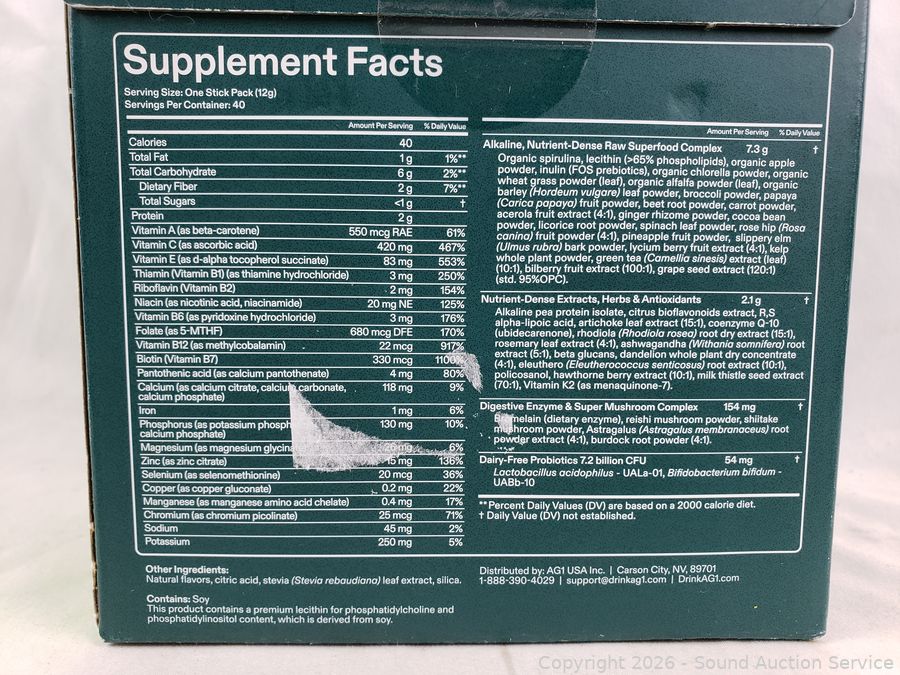 Supplement Facts
Serving Size: One Stick Pack (12g)
Servings Per Container: 40
Amount Per Serving % Daily Value
Calories 40
Total Fat 1 g 1%**
Total Carbohydrate 6 g 2%**
Dietary Fiber 2 g 7%**
Total Sugars <1 g †
Protein 2 g
Vitamin A (as beta-carotene) 550 mcg RAE 61%
Vitamin C (as ascorbic acid) 420 mg 467%
Vitamin E (as d-alpha tocopherol succinate) 83 mg 553%
Thiamin (Vitamin B1) (as thiamine hydrochloride) 3 mg 250%
Riboflavin (Vitamin B2) 2 mg 154%
Niacin (as nicotinic acid, niacinamide) 20 mg NE 125%
Vitamin B6 (as pyridoxine hydrochloride) 3 mg 176%
Folate (as 5-MTHF) 680 mcg DFE 170%
Vitamin B12 (as methylcobalamin) 22 mcg 917%
Biotin (Vitamin B7) 330 mcg 1100%
Pantothenic acid (as calcium pantothenate) 4 mg 80%
Calcium (as calcium citrate, calcium carbonate, 118 mg 9%
calcium phosphate)
Iron 1 mg 6%
Phosphorus (as potassium 130 mg 10%
calcium phosphate)
Magnesium (as magnesium 6%
Zinc (as zinc citrate) 15 mg 136%
Selenium (as selenomethionine) 20 mcg 36%
Copper (as copper gluconate) 0.2 mg 22%
Manganese (as manganese amino acid chelate) 0.4 mg 17%
Chromium (as chromium picolinate) 25 mcg 71%
Sodium 45 mg 2%
Potassium 250 mg 5%
Amount Per Serving % Daily Value
Alkaline, Nutrient-Dense Raw Superfood Complex 7.3 g †
Organic spirulina, lecithin (>65% phospholipids), organic apple
powder, inulin (FOS prebiotics), organic chlorella powder, organic
wheat grass powder (leaf), organic alfalfa powder (leaf), organic
barley (Hordeum vulgare) leaf powder, broccoli powder, papaya
(Carica papaya) fruit powder, beet root powder, carrot powder,
acerola fruit extract (4:1), ginger rhizome powder, cocoa bean
powder, licorice root powder, spinach leaf powder, rose hip (Rosa
canina) fruit powder (4:1), pineapple fruit powder, slippery elm
(Ulmus rubra) bark powder, lycium berry fruit extract (4:1), kelp
whole plant powder, green tea (Camellia sinesis) extract (leaf)
(10:1), bilberry fruit extract (100:1), grape seed extract (120:1)
(std. 95%OPC).
Nutrient-Dense Extracts, Herbs & Antioxidants 2.1 g †
Alkaline pea protein isolate, citrus bioflavonoids extract, R,S
alpha-lipoic acid, artichoke leaf extract (15:1), coenzyme Q-10
(ubidecarenone), rhodiola (Rhodiola rosea) root dry extract (15:1),
rosemary leaf extract (4:1), ashwagandha (Withania somnifera) root
extract (5:1), beta glucans, dandelion whole plant dry concentrate
(4:1), eleuthero (Eleutherococcus senticosus) root extract (10:1),
policosanol, hawthorne berry extract (10:1), milk thistle seed extract
(70:1), Vitamin K2 (as menaquinone-7).
Digestive Enzyme & Super Mushroom Complex 154 mg †
Bromelain (dietary enzyme), reishi mushroom powder, shiitake
mushroom powder, Astragalus (Astragalus membranaceus) root
powder extract (4:1), burdock root powder (4:1).
Dairy-Free Probiotics 7.2 billion CFU 54 mg †
Lactobacillus acidophilus - UALa-01, Bifidobacterium bifidum -
UABb-10
**Percent Daily Values (DV) are based on a 2000 calorie diet.
† Daily Value (DV) not established.
Other Ingredients:
Natural flavors, citric acid, stevia (Stevia rebaudiana) leaf extract, silica.
Contains: Soy
This product contains a premium lecithin for phosphatidylcholine and
phosphatidylinositol content, which is derived from soy.
Distributed by: AG1 USA Inc. | Carson City, NV, 89701
1-888-390-4029 | support@drinkag1.com | DrinkAG1.com
Copyright 2026 - Sound Auction Service